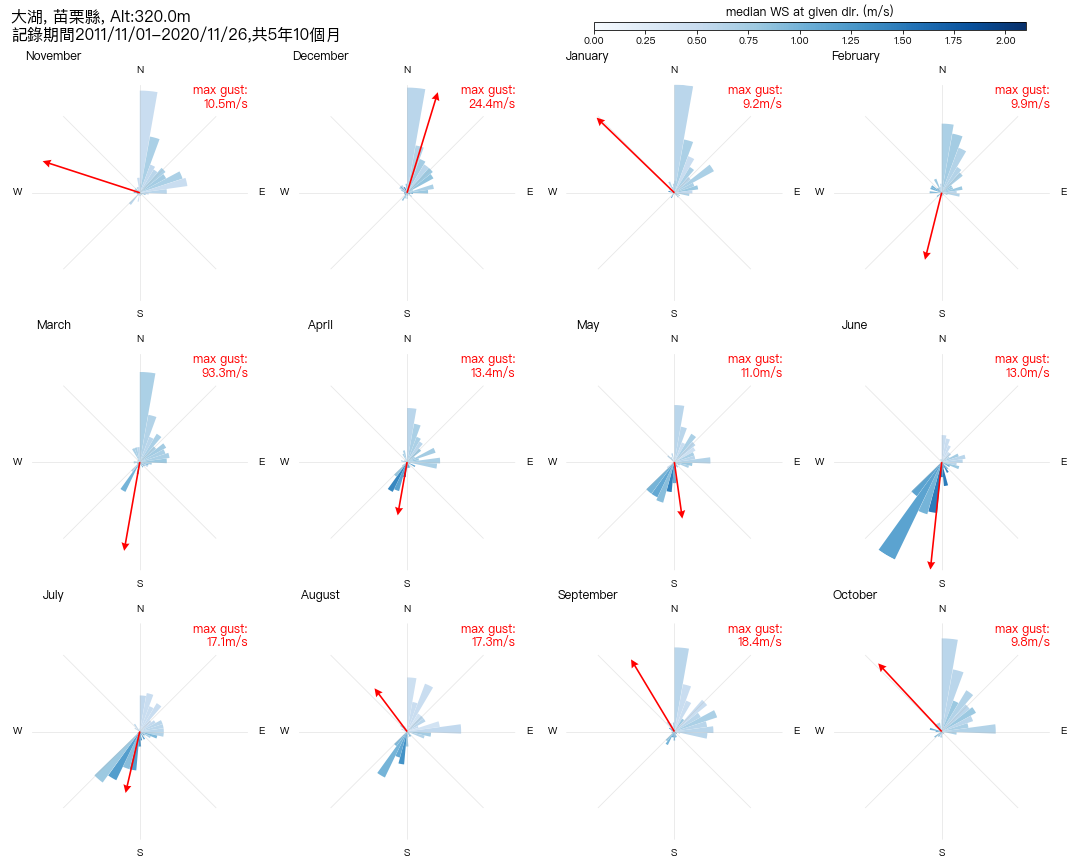 大湖, 苗栗縣, Alt:320.0m
記錄期間2011/11/01-2020/11/26,共5年10個月
median WS at given dir. (m/s)
0.00 0.25 0.50 0.75 1.00 1.25 1.50 1.75 2.00
November
N
max gust:
10.5m/s
W
E
S
December
N
max gust:
24.4m/s
W
E
S
January
N
max gust:
9.2m/s
W
E
S
February
N
max gust:
9.9m/s
W
E
S
March
N
max gust:
93.3m/s
W
E
S
April
N
max gust:
13.4m/s
W
E
S
May
N
max gust:
11.0m/s
W
E
S
June
N
max gust:
13.0m/s
W
E
S
July
N
max gust:
17.1m/s
W
E
S
August
N
max gust:
17.3m/s
W
E
S
September
N
max gust:
18.4m/s
W
E
S
October
N
max gust:
9.8m/s
W
E
S